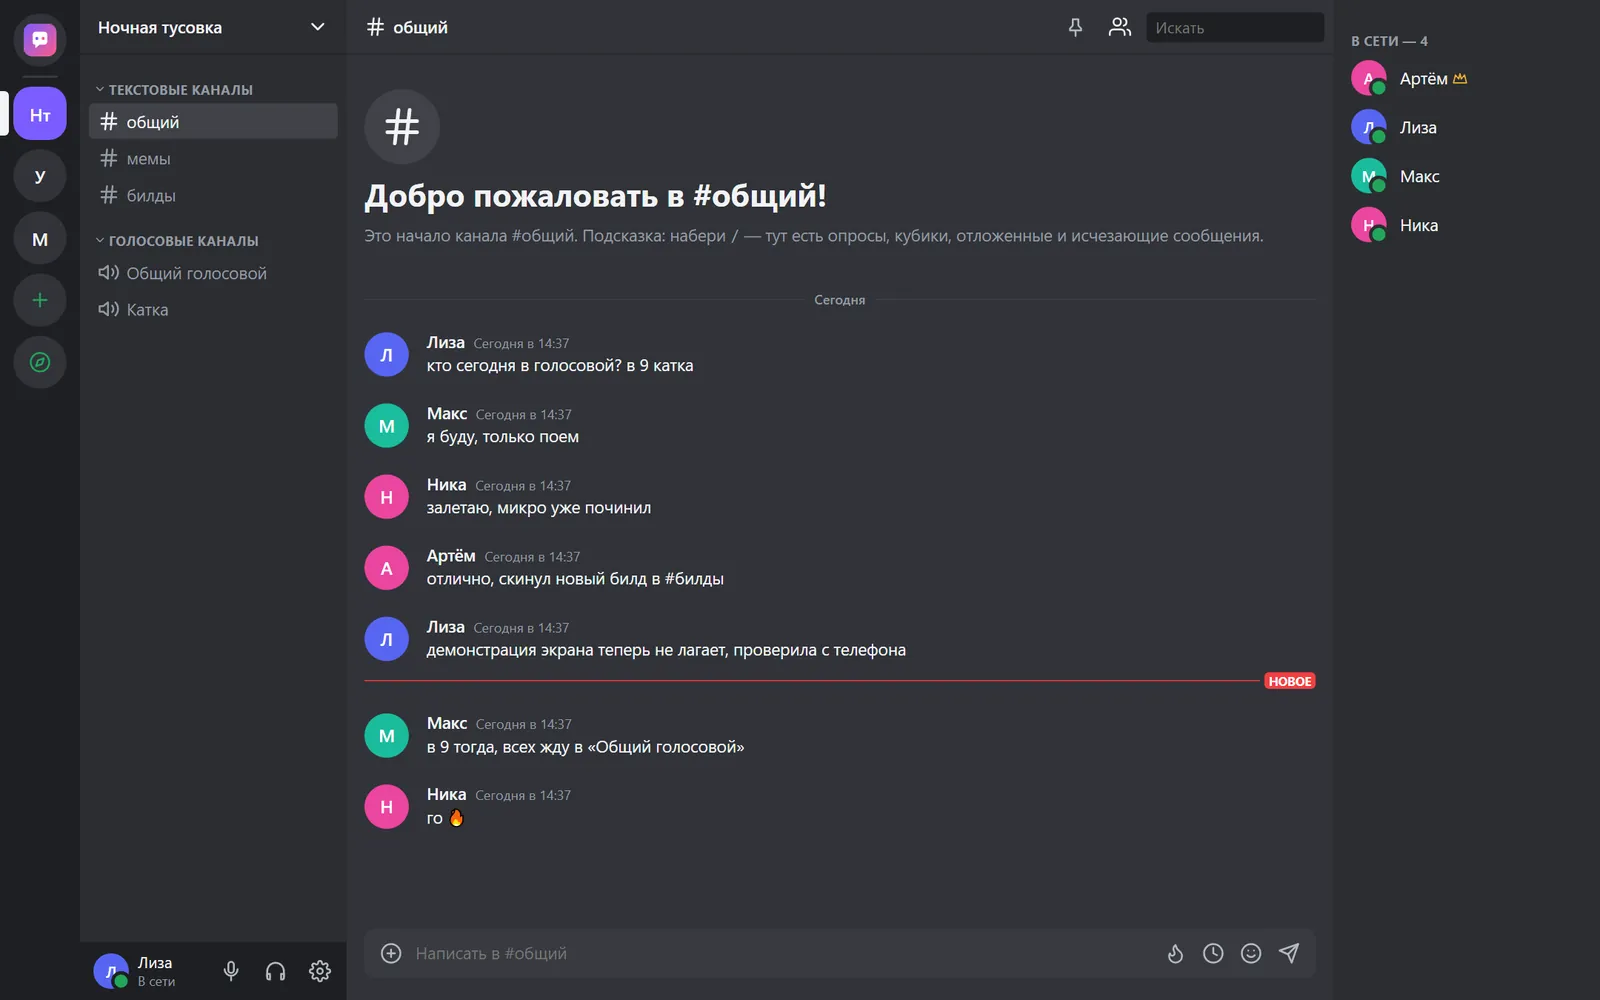 Ночная тусовка
Нт
У
М
ТЕКСТОВЫЕ КАНАЛЫ
# общий
# мемы
# билды
ГОЛОСОВЫЕ КАНАЛЫ
Общий голосовой
Катка
Л
Лиза
В сети
# общий
Искать
#
Добро пожаловать в #общий!
Это начало канала #общий. Подсказка: набери / — тут есть опросы, кубики, отложенные и исчезающие сообщения.
Сегодня
Л
Лиза Сегодня в 14:37
кто сегодня в голосовой? в 9 катка
М
Макс Сегодня в 14:37
я буду, только поем
Н
Ника Сегодня в 14:37
залетаю, микро уже починил
А
Артём Сегодня в 14:37
отлично, скинул новый билд в #билды
Л
Лиза Сегодня в 14:37
демонстрация экрана теперь не лагает, проверила с телефона
НОВОЕ
М
Макс Сегодня в 14:37
в 9 тогда, всех жду в «Общий голосовой»
Н
Ника Сегодня в 14:37
го 🔥
Написать в #общий
В СЕТИ — 4
А
Артём
Л
Лиза
М
Макс
Н
Ника